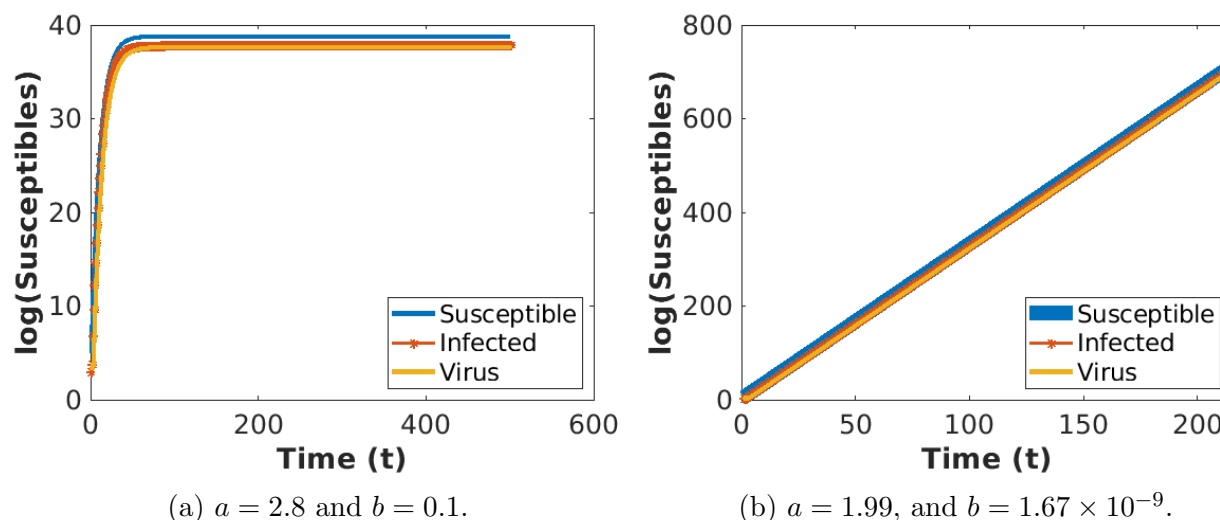 40
30
20
10
0
0
200
400
600
log(Susceptibles)
Time (t)
Susceptible
Infected
Virus
(a) a = 2.8 and b = 0.1.
800
600
400
200
0
0
50
100
150
200
log(Susceptibles)
Time (t)
Susceptible
Infected
Virus
(b) a = 1.99, and b = 1.67 × 10⁻⁹.